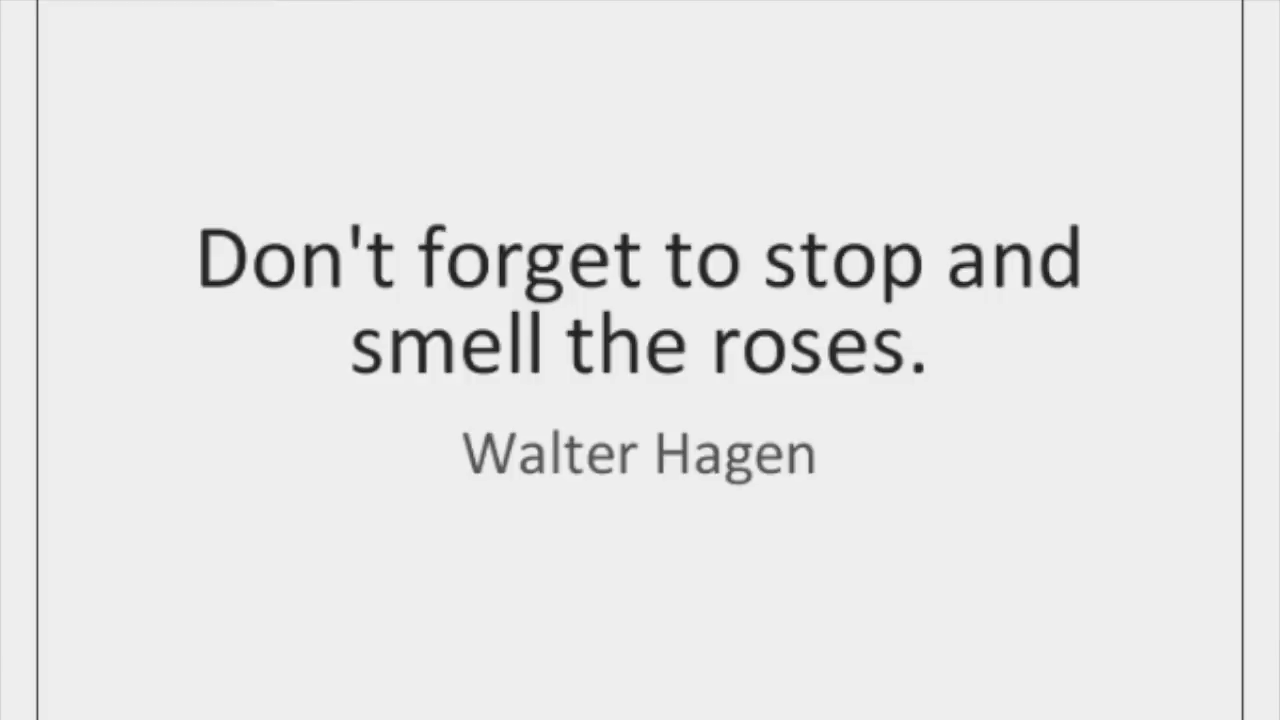 Don't forget to stop and
smell the roses.
Walter Hagen